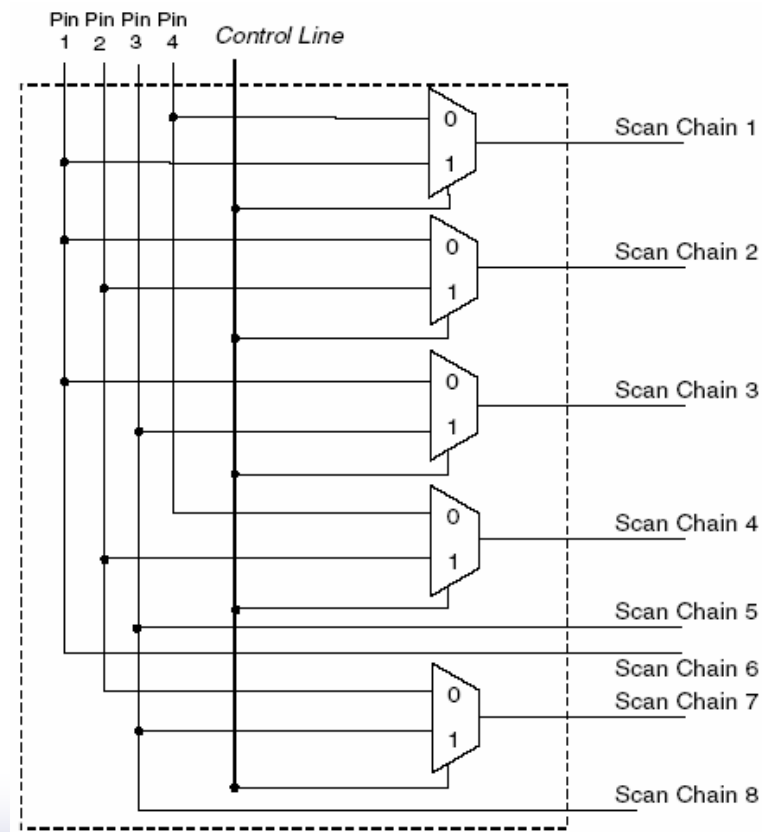 Pin Pin Pin Pin
1 2 3 4
Control Line
0
1
Scan Chain 1
0
1
Scan Chain 2
0
1
Scan Chain 3
0
1
Scan Chain 4
Scan Chain 5
Scan Chain 6
0
1
Scan Chain 7
Scan Chain 8